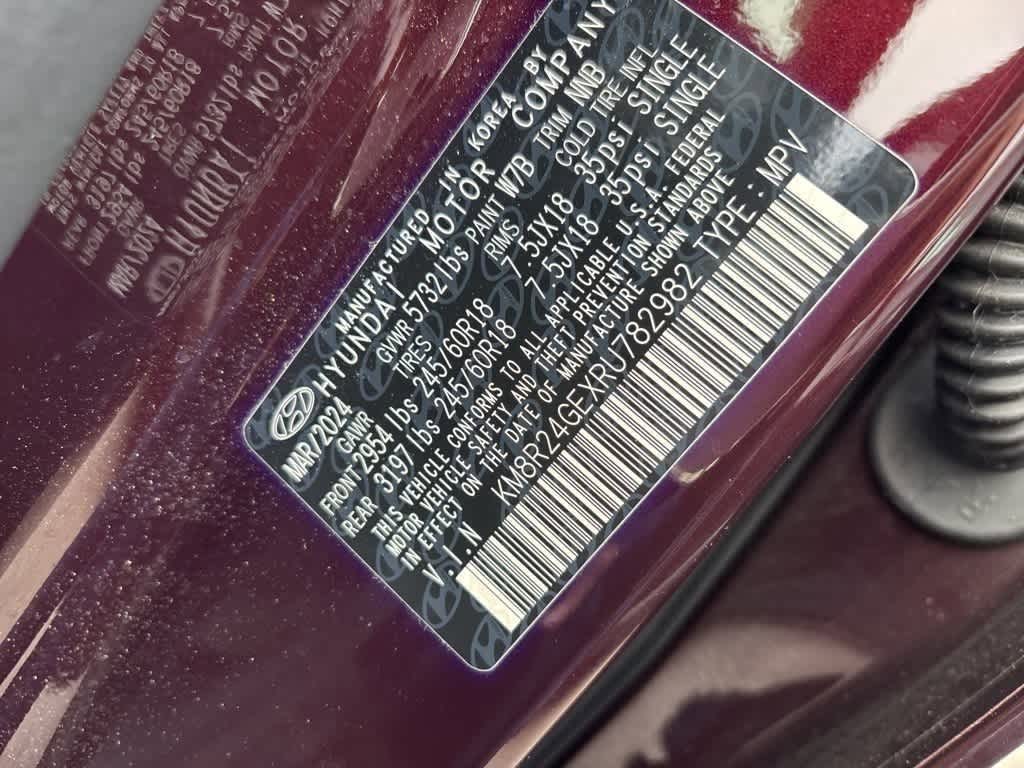 MANUFACTURED IN KOREA BY
HYUNDAI MOTOR COMPANY
MAR/2024 GVWR 5732 lbs PAINT W7B TRIM MNB
GAWR TIRES RIMS COLD TIRE INFL.
FRONT 2954 lbs 245/60R18 7.5JX18 35psi SINGLE
REAR 3197 lbs 245/60R18 7.5JX18 35psi SINGLE
THIS VEHICLE CONFORMS TO ALL APPLICABLE U.S.A. FEDERAL
MOTOR VEHICLE SAFETY AND THEFT PREVENTION STANDARDS
IN EFFECT ON THE DATE OF MANUFACTURE SHOWN ABOVE
V.I.N KM8R24GEXRU782982 TYPE : MPV